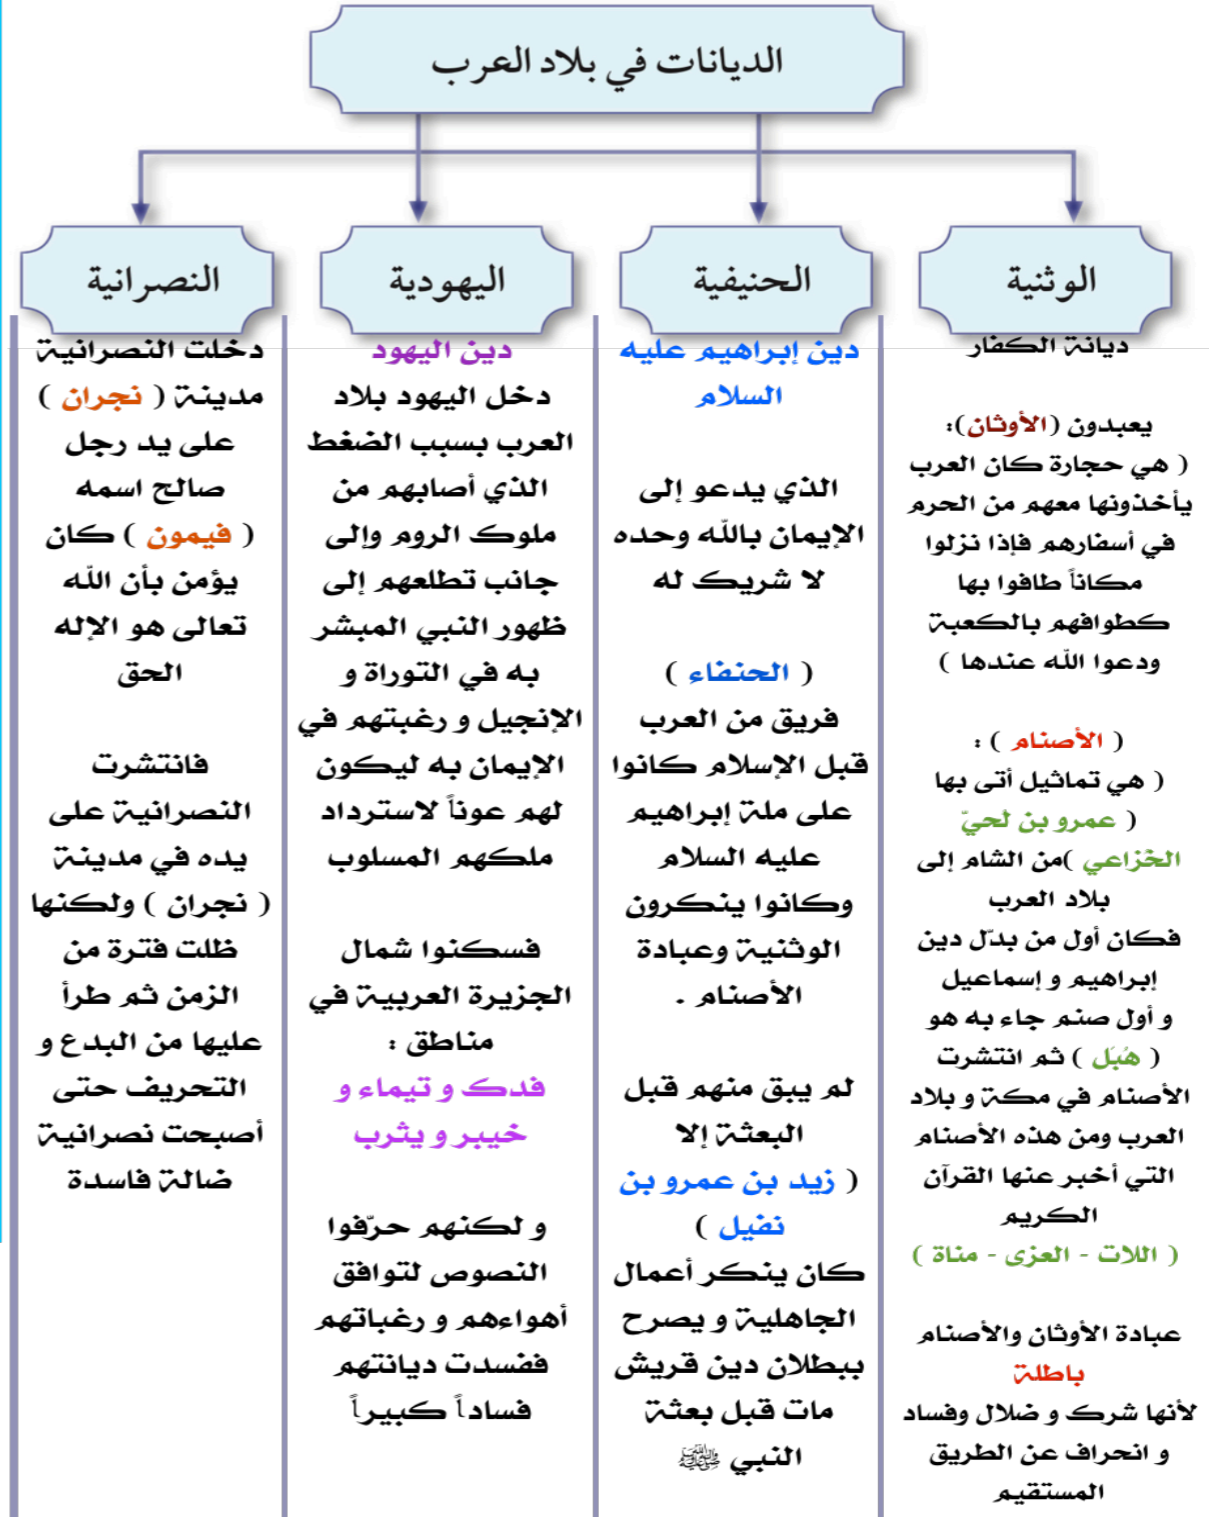 الديانات في بلاد العرب
الوثنية
ديانة الكفار
يعبدون (الأوثان):
( هي حجارة كان العرب
يأخذونها معهم من الحرم
في أسفارهم فإذا نزلوا
مكاناً طافوا بها
كطوافهم بالكعبة
ودعوا الله عندها )
( الأصنام ) :
( هي تماثيل أتى بها
( عمرو بن لحيّ
الخزاعي )من الشام إلى
بلاد العرب
فكان أول من بدّل دين
إبراهيم و إسماعيل
و أول صنم جاء به هو
( هُبَل ) ثم انتشرت
الأصنام في مكة و بلاد
العرب ومن هذه الأصنام
التي أخبر عنها القرآن
الكريم
( اللات - العزى - مناة )
عبادة الأوثان والأصنام
باطلة
لأنها شرك و ضلال وفساد
و انحراف عن الطريق
المستقيم
الحنيفية
دين إبراهيم عليه
السلام
الذي يدعو إلى
الإيمان بالله وحده
لا شريك له
( الحنفاء )
فريق من العرب
قبل الإسلام كانوا
على ملة إبراهيم
عليه السلام
وكانوا ينكرون
الوثنية وعبادة
الأصنام .
لم يبق منهم قبل
البعثة إلا
( زيد بن عمرو بن
نفيل )
كان ينكر أعمال
الجاهلية و يصرح
ببطلان دين قريش
مات قبل بعثة
النبي ﷺ
اليهودية
دين اليهود
دخل اليهود بلاد
العرب بسبب الضغط
الذي أصابهم من
ملوك الروم وإلى
جانب تطلعهم إلى
ظهور النبي المبشر
به في التوراة و
الإنجيل و رغبتهم في
الإيمان به ليكون
لهم عوناً لاسترداد
ملكهم المسلوب
فسكنوا شمال
الجزيرة العربية في
مناطق :
فدك و تيماء و
خيبر و يثرب
و لكنهم حرّفوا
النصوص لتوافق
أهواءهم و رغباتهم
ففسدت ديانتهم
فساداً كبيراً
النصرانية
دخلت النصرانية
مدينة ( نجران )
على يد رجل
صالح اسمه
( فيمون ) كان
يؤمن بأن الله
تعالى هو الإله
الحق
فانتشرت
النصرانية على
يده في مدينة
( نجران ) ولكنها
ظلت فترة من
الزمن ثم طرأ
عليها من البدع و
التحريف حتى
أصبحت نصرانية
ضالة فاسدة